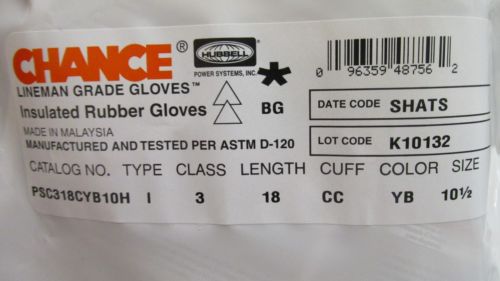 CHANCE®
HUBBELL
POWER SYSTEMS, INC.
LINEMAN GRADE GLOVES™
Insulated Rubber Gloves
BG
MADE IN MALAYSIA
MANUFACTURED AND TESTED PER ASTM D-120
0 96359 48756 2
DATE CODE SHATS
LOT CODE K10132
CATALOG NO. TYPE CLASS LENGTH CUFF COLOR SIZE
PSC318CYB10H I 3 18 CC YB 10½